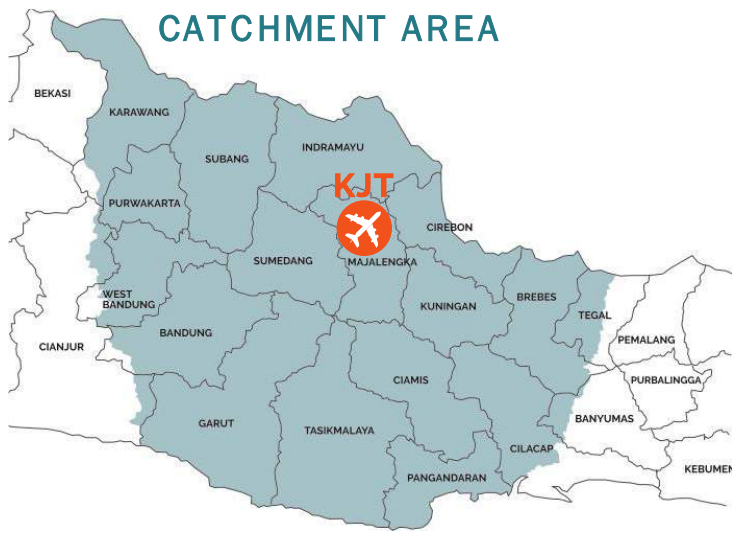 CATCHMENT AREA
BEKASI
KARAWANG
SUBANG
INDRAMAYU
KJT
PURWAKARTA
CIREBON
SUMEDANG
MAJALENGKA
WEST
BANDUNG
KUNINGAN
BREBES
TEGAL
BANDUNG
CIANJUR
PEMALANG
CIAMIS
PURBALINGGA
GARUT
TASIKMALAYA
BANYUMAS
CILACAP
KEBUMEN
PANGANDARAN